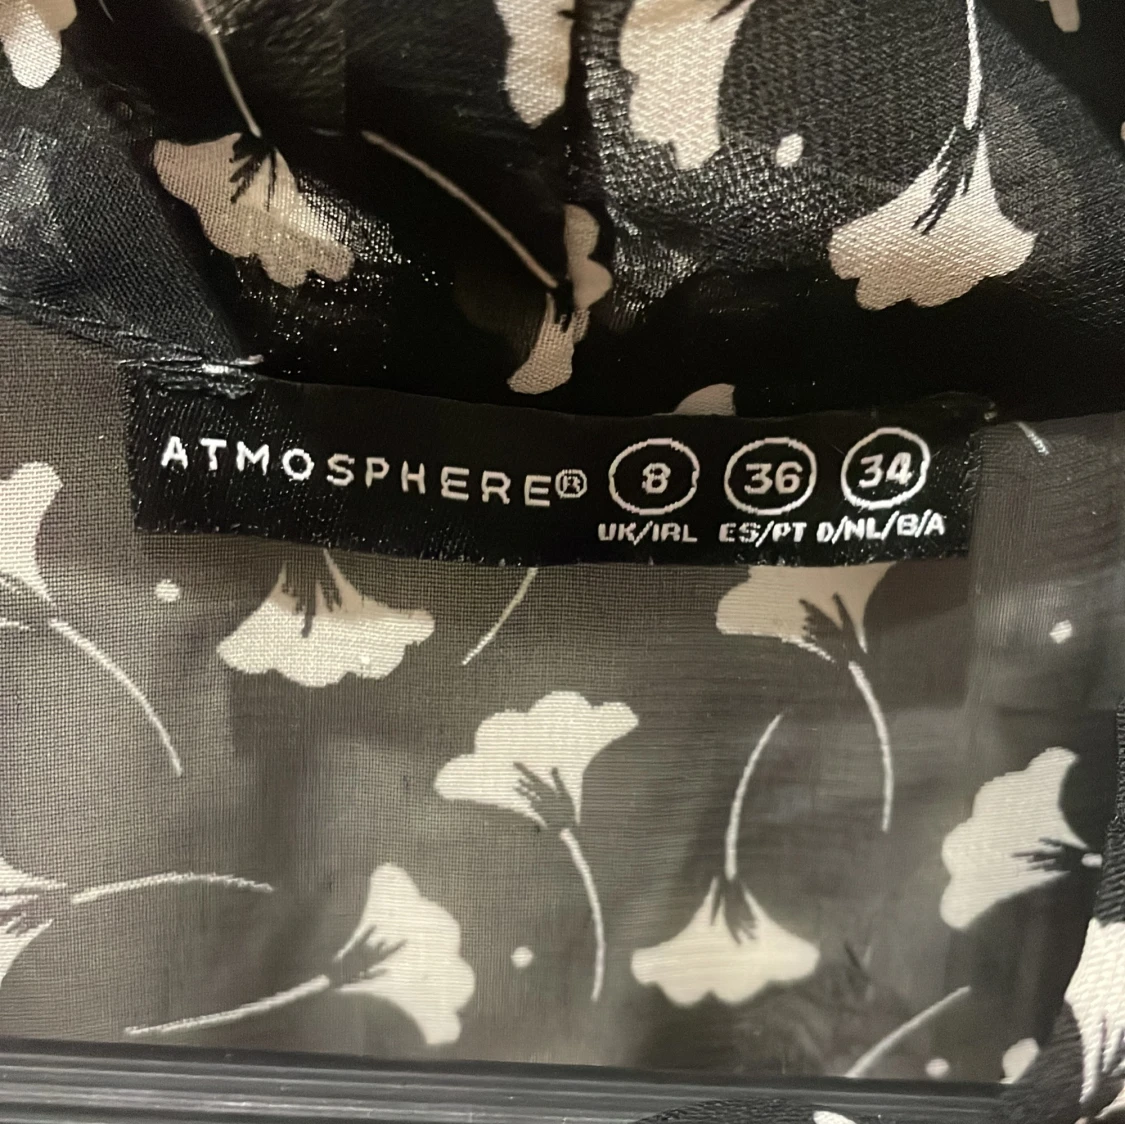 ATMOSPHERE® 8 36 34
UK/IRL ES/PT D/NL/B/A